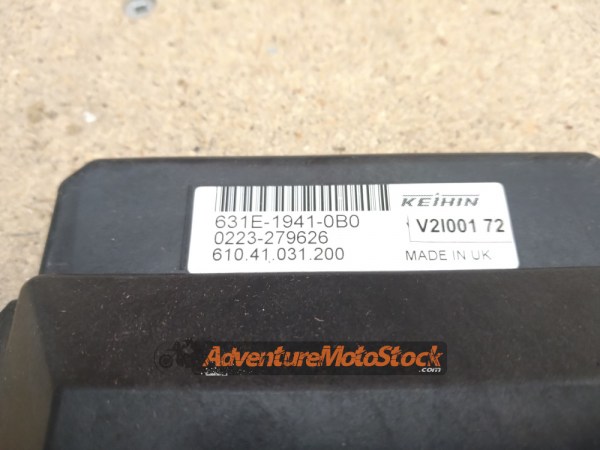 KEIHIN
631E-1941-0B0
V2I001 72
0223-279626
610.41.031.200
MADE IN UK
AdventureMotoStock
.com